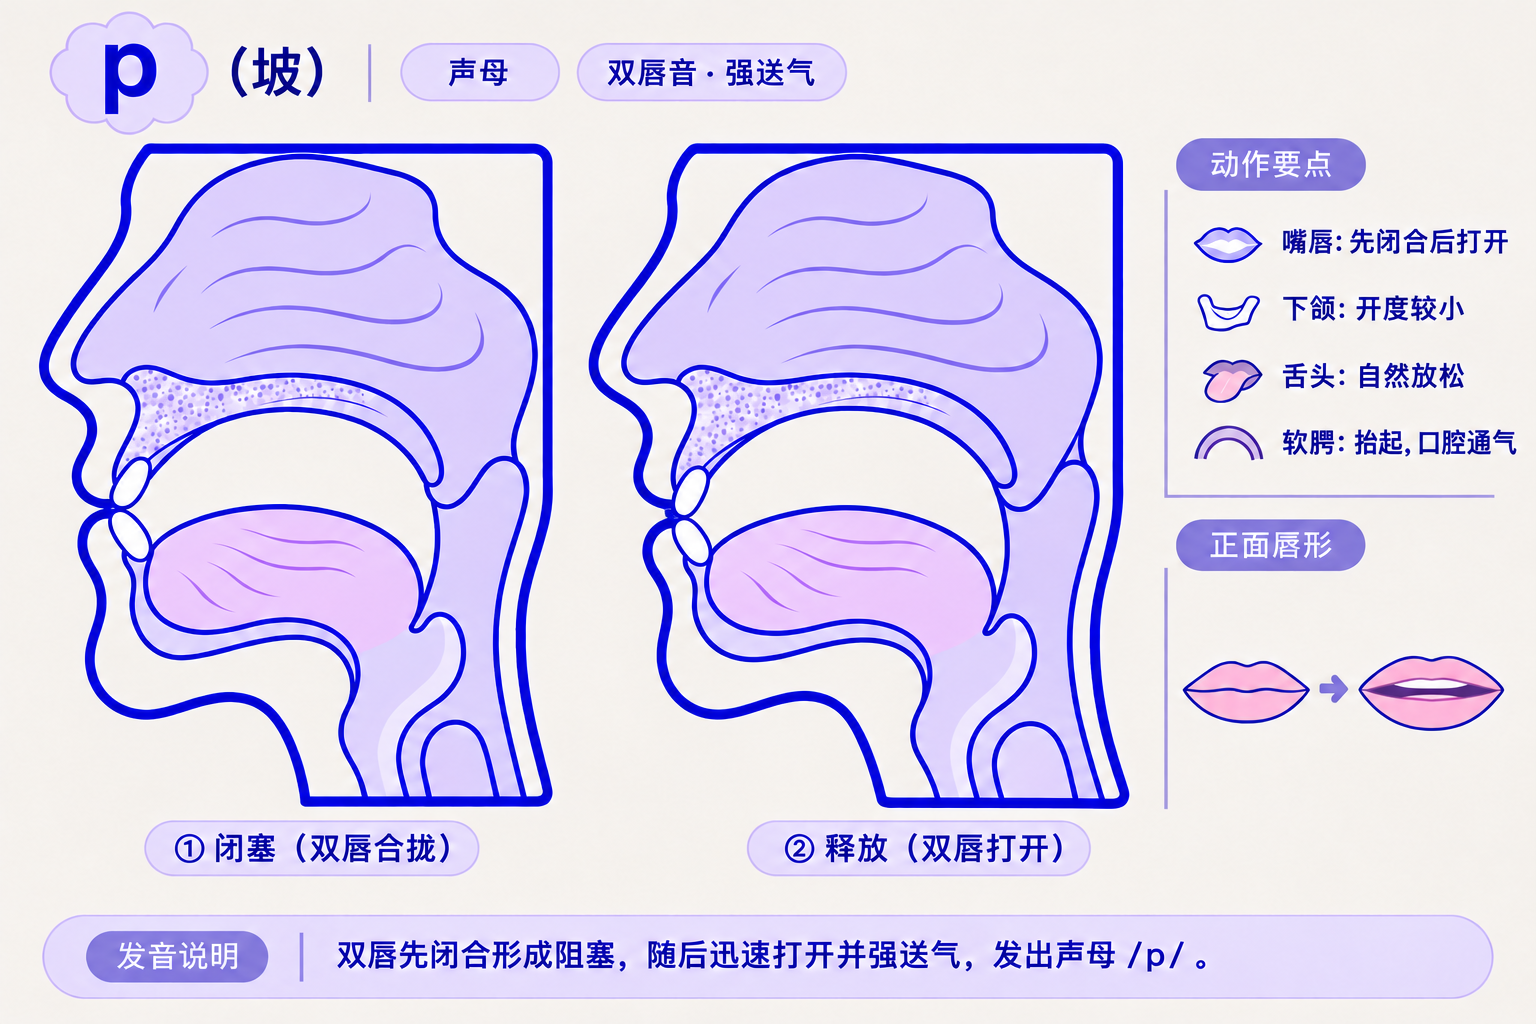 p (坡) 声母 双唇音·强送气
动作要点
嘴唇: 先闭合后打开
下颌: 开度较小
舌头: 自然放松
软腭: 抬起, 口腔通气
正面唇形
① 闭塞（双唇合拢）
② 释放（双唇打开）
发音说明 双唇先闭合形成阻塞，随后迅速打开并强送气，发出声母 /p/ 。